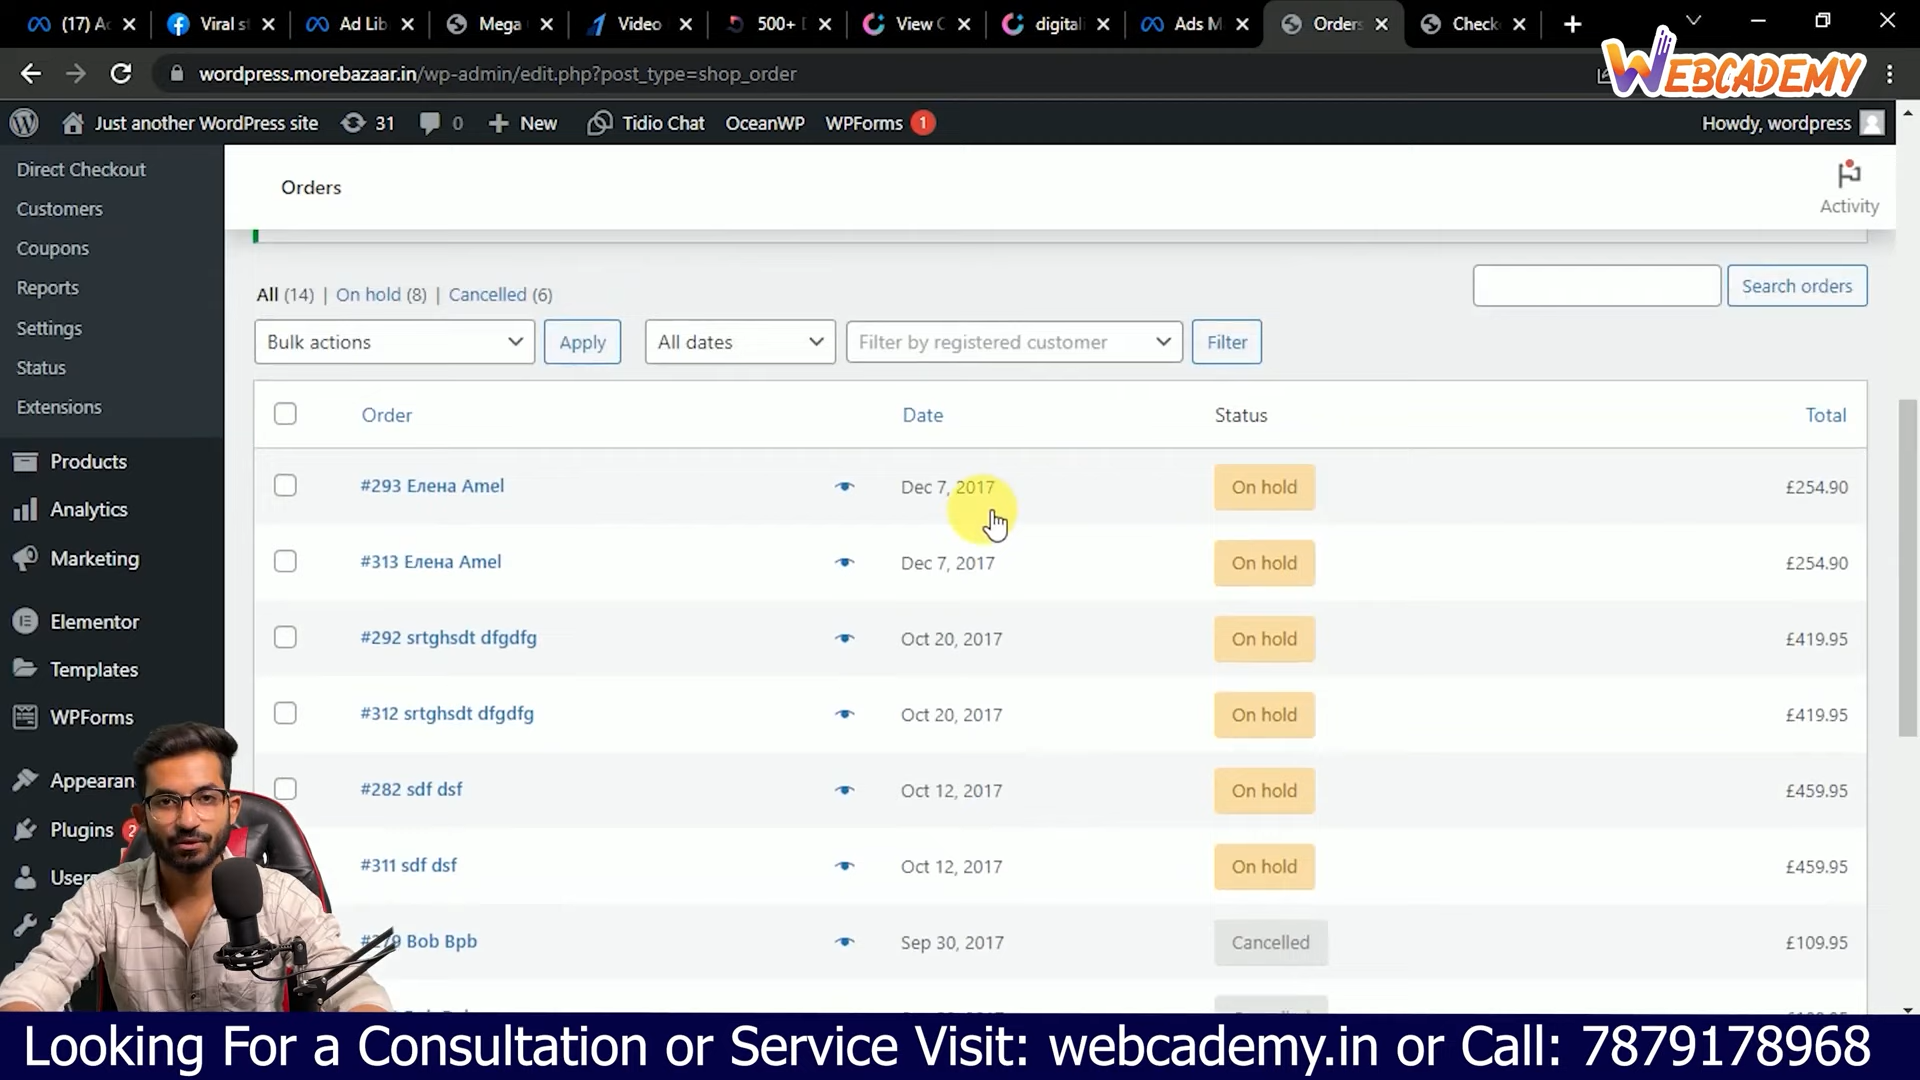 (17) A
Viral s
Ad Lib
Mega
Video
500+
View C
digital
Ads M
Orders
Check
wordpress.morebazaar.in/wp-admin/edit.php?post_type=shop_order
WEBCADEMY
Just another WordPress site
31
0
New
Tidio Chat
OceanWP
WPForms 1
Howdy, wordpress
Direct Checkout
Customers
Coupons
Reports
Settings
Status
Extensions
Products
Analytics
Marketing
Elementor
Templates
WPForms
Appearan
Plugins 2
Users
Orders
Activity
All (14) | On hold (8) | Cancelled (6)
Search orders
Bulk actions
Apply
All dates
Filter by registered customer
Filter
Order Date Status Total
#293 Елена Amel Dec 7, 2017 On hold £254.90
#313 Елена Amel Dec 7, 2017 On hold £254.90
#292 srtghsdt dfgdfg Oct 20, 2017 On hold £419.95
#312 srtghsdt dfgdfg Oct 20, 2017 On hold £419.95
#282 sdf dsf Oct 12, 2017 On hold £459.95
#311 sdf dsf Oct 12, 2017 On hold £459.95
Bob Bpb Sep 30, 2017 Cancelled £109.95
Looking For a Consultation or Service Visit: webcademy.in or Call: 7879178968